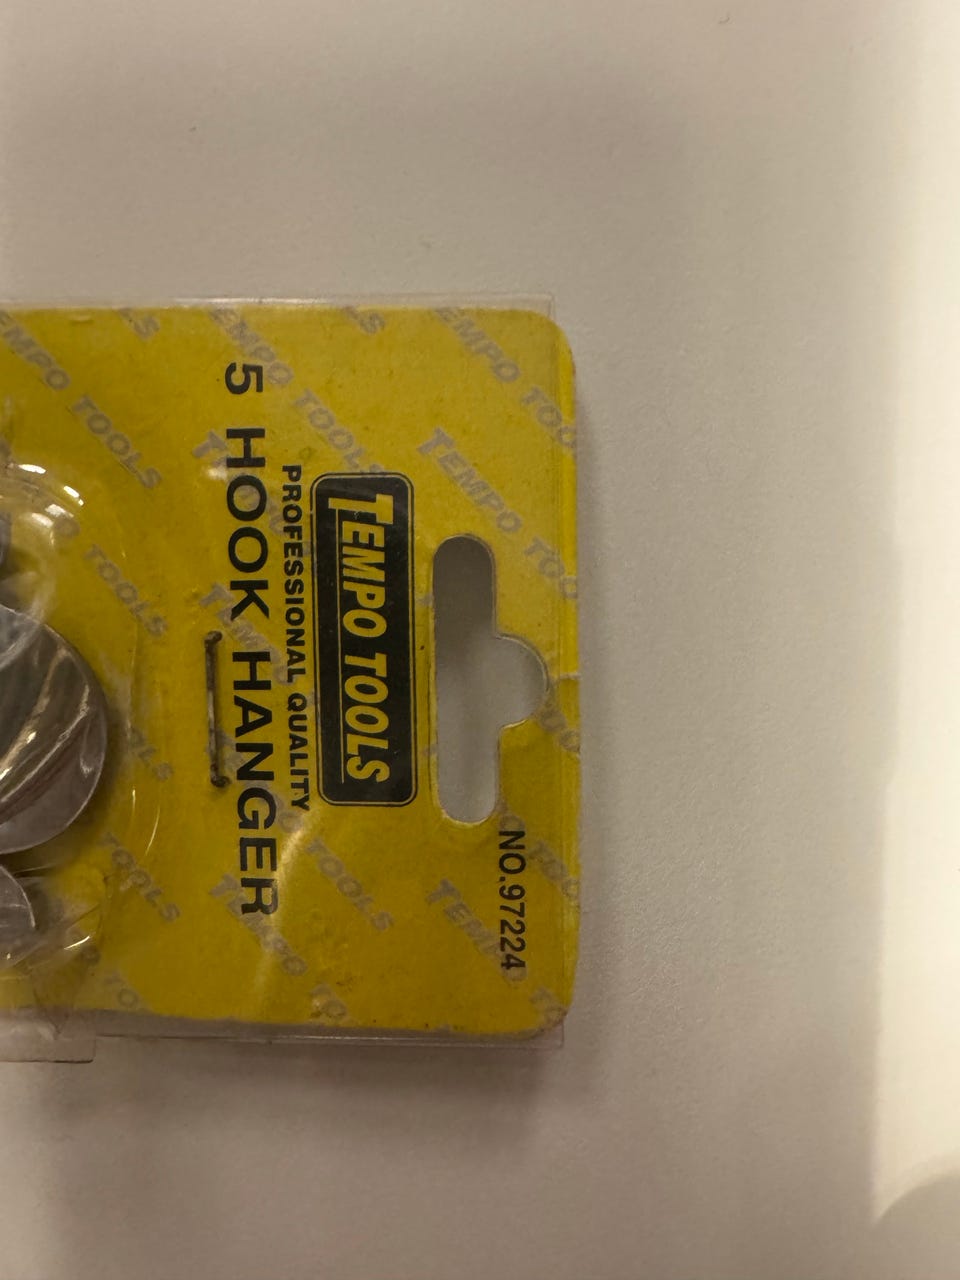 NO.97224
TEMPO TOOLS
PROFESSIONAL QUALITY
5 HOOK HANGER